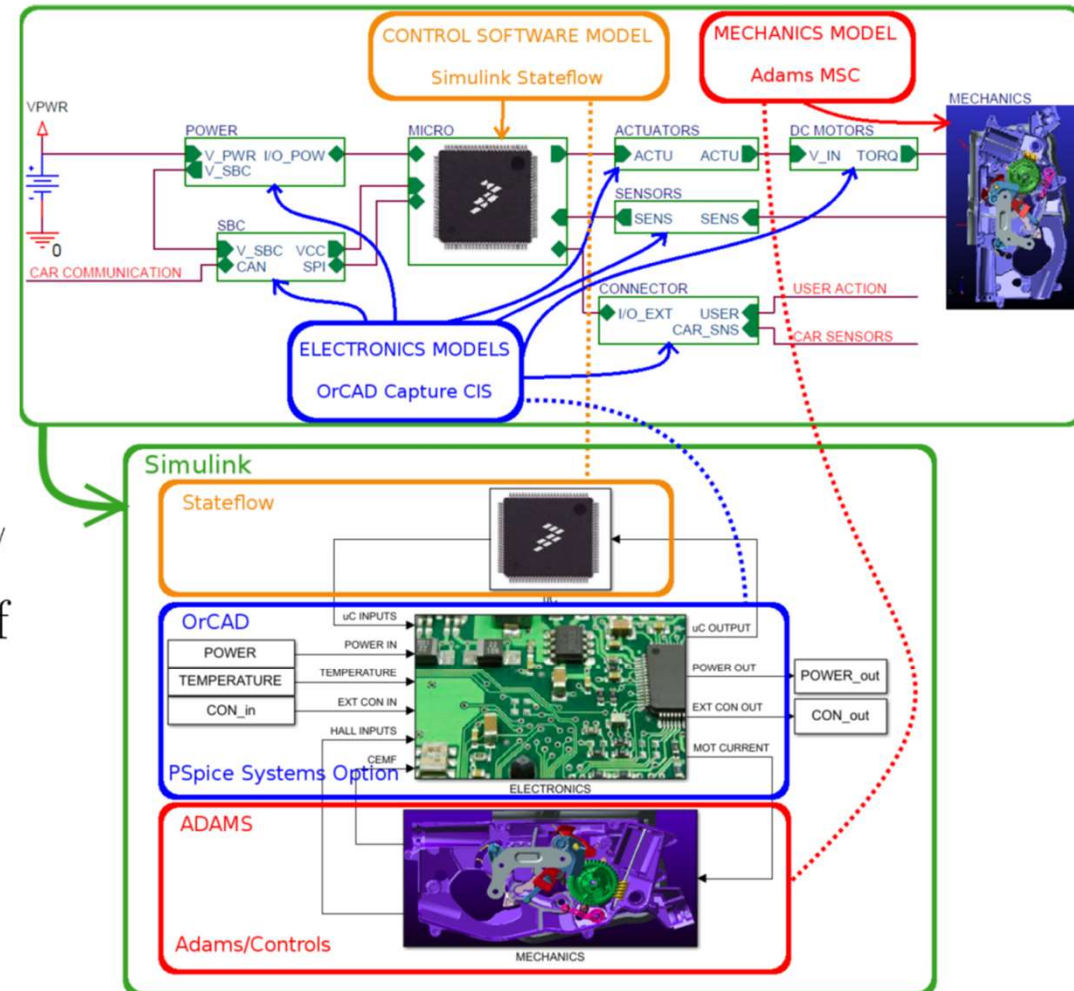 CONTROL SOFTWARE MODEL
Simulink Stateflow
MECHANICS MODEL
Adams MSC
VPWR
0
POWER
V_PWR I/O_POW
V_SBC
MICRO
ACTUATORS
ACTU ACTU
DC MOTORS
V_IN TORQ
MECHANICS
SENSORS
SENS SENS
SBC
V_SBC VCC
CAN SPI
CAR COMMUNICATION
CONNECTOR
I/O_EXT USER
CAR_SNS
USER ACTION
CAR SENSORS
ELECTRONICS MODELS
OrCAD Capture CIS
Simulink
Stateflow
f
OrCAD
uC INPUTS
POWER
POWER IN
TEMPERATURE
TEMPERATURE
CON_in
EXT CON IN
HALL INPUTS
CEMF
PSpice Systems Option
ELECTRONICS
uC OUTPUT
POWER OUT
POWER_out
EXT CON OUT
CON_out
MOT CURRENT
ADAMS
Adams/Controls
MECHANICS